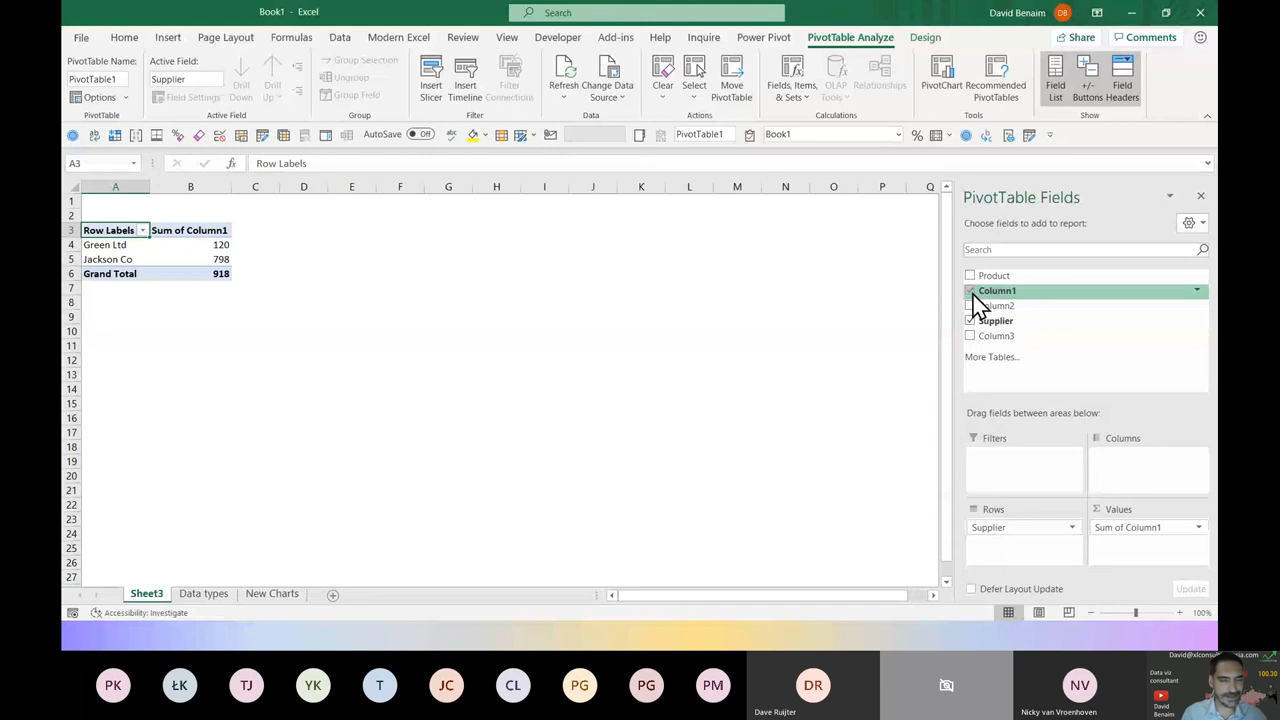 Book1 - Excel
Search
David Benaim
DB
File
Home
Insert
Page Layout
Formulas
Data
Model Excel
Review
View
Developer
Add-ins
Help
Inquire
Power Pivot
PivotTable Analyze
Design
Share
Comments
PivotTable Name:
PivotTable1
Options
PivotTable
Active Field:
Supplier
Field Settings
Drill Down
Drill Up
Active Field
Group Selection
Ungroup
Group Field
Group
Insert Slicer
Insert Timeline
Filter Connections
Filter
Refresh
Change Data Source
Data
Clear
Select
Move PivotTable
Actions
Fields, Items, & Sets
OLAP Tools
Relationships
Calculations
PivotChart
Recommended PivotTables
Tools
Field List
+/- Buttons
Field Headers
Show
AutoSave
Off
PivotTable1
Book1
A3
fx
Row Labels
A B C D E F G H I J K L M N O P Q
1
2
3 Row Labels Sum of Column1
4 Green Ltd 120
5 Jackson Co 798
6 Grand Total 918
7
8
9
10
11
12
13
14
15
16
17
18
19
20
21
22
23
24
25
26
27
PivotTable Fields
Choose fields to add to report:
Search
Product
Column1
Supplier
Column3
More Tables...
Drag fields between areas below:
Filters
Columns
Rows
Σ Values
Supplier
Sum of Column1
Defer Layout Update
Update
Sheet3
Data types
New Charts
Accessibility: Investigate
100%
PK
ŁK
TJ
YK
T
JC
CL
PG
PG
PM
DR
Dave Ruijter
NV
Nicky van Vroenhoven
Data viz
consultant
100.30
David
Benaim